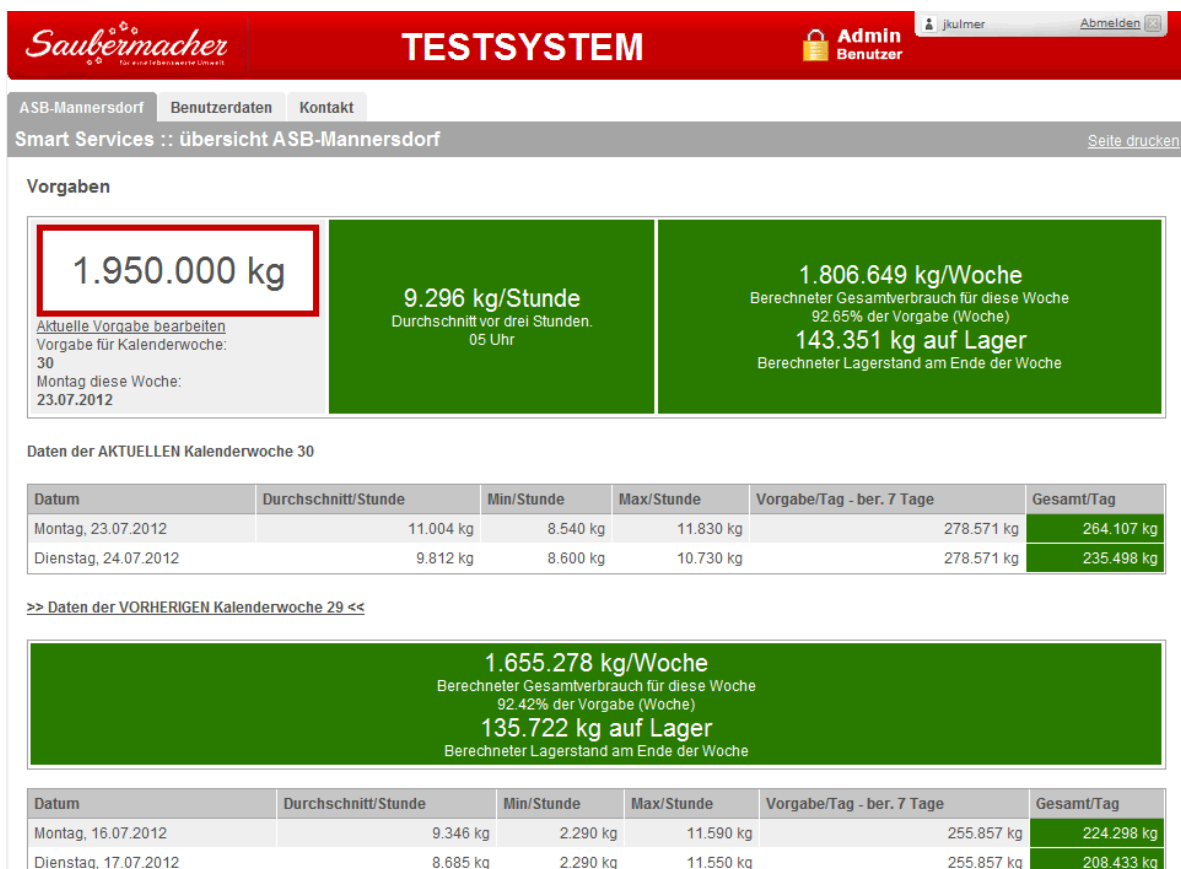 Saubermacher
für eine lebenswerte Umwelt
TESTSYSTEM
Admin
Benutzer
jkulmer
Abmelden
ASB-Mannersdorf Benutzerdaten Kontakt
Smart Services :: übersicht ASB-Mannersdorf
Seite drucken
Vorgaben
1.950.000 kg
Aktuelle Vorgabe bearbeiten
Vorgabe für Kalenderwoche:
30
Montag diese Woche:
23.07.2012
9.296 kg/Stunde
Durchschnitt vor drei Stunden.
05 Uhr
1.806.649 kg/Woche
Berechneter Gesamtverbrauch für diese Woche
92.65% der Vorgabe (Woche)
143.351 kg auf Lager
Berechneter Lagerstand am Ende der Woche
Daten der AKTUELLEN Kalenderwoche 30
Datum Durchschnitt/Stunde Min/Stunde Max/Stunde Vorgabe/Tag - ber. 7 Tage Gesamt/Tag
Montag, 23.07.2012 11.004 kg 8.540 kg 11.830 kg 278.571 kg 264.107 kg
Dienstag, 24.07.2012 9.812 kg 8.600 kg 10.730 kg 278.571 kg 235.498 kg
>> Daten der VORHERIGEN Kalenderwoche 29 <<
1.655.278 kg/Woche
Berechneter Gesamtverbrauch für diese Woche
92.42% der Vorgabe (Woche)
135.722 kg auf Lager
Berechneter Lagerstand am Ende der Woche
Datum Durchschnitt/Stunde Min/Stunde Max/Stunde Vorgabe/Tag - ber. 7 Tage Gesamt/Tag
Montag, 16.07.2012 9.346 kg 2.290 kg 11.590 kg 255.857 kg 224.298 kg
Dienstag, 17.07.2012 8.685 kg 2.290 kg 11.550 kg 255.857 kg 208.433 kg